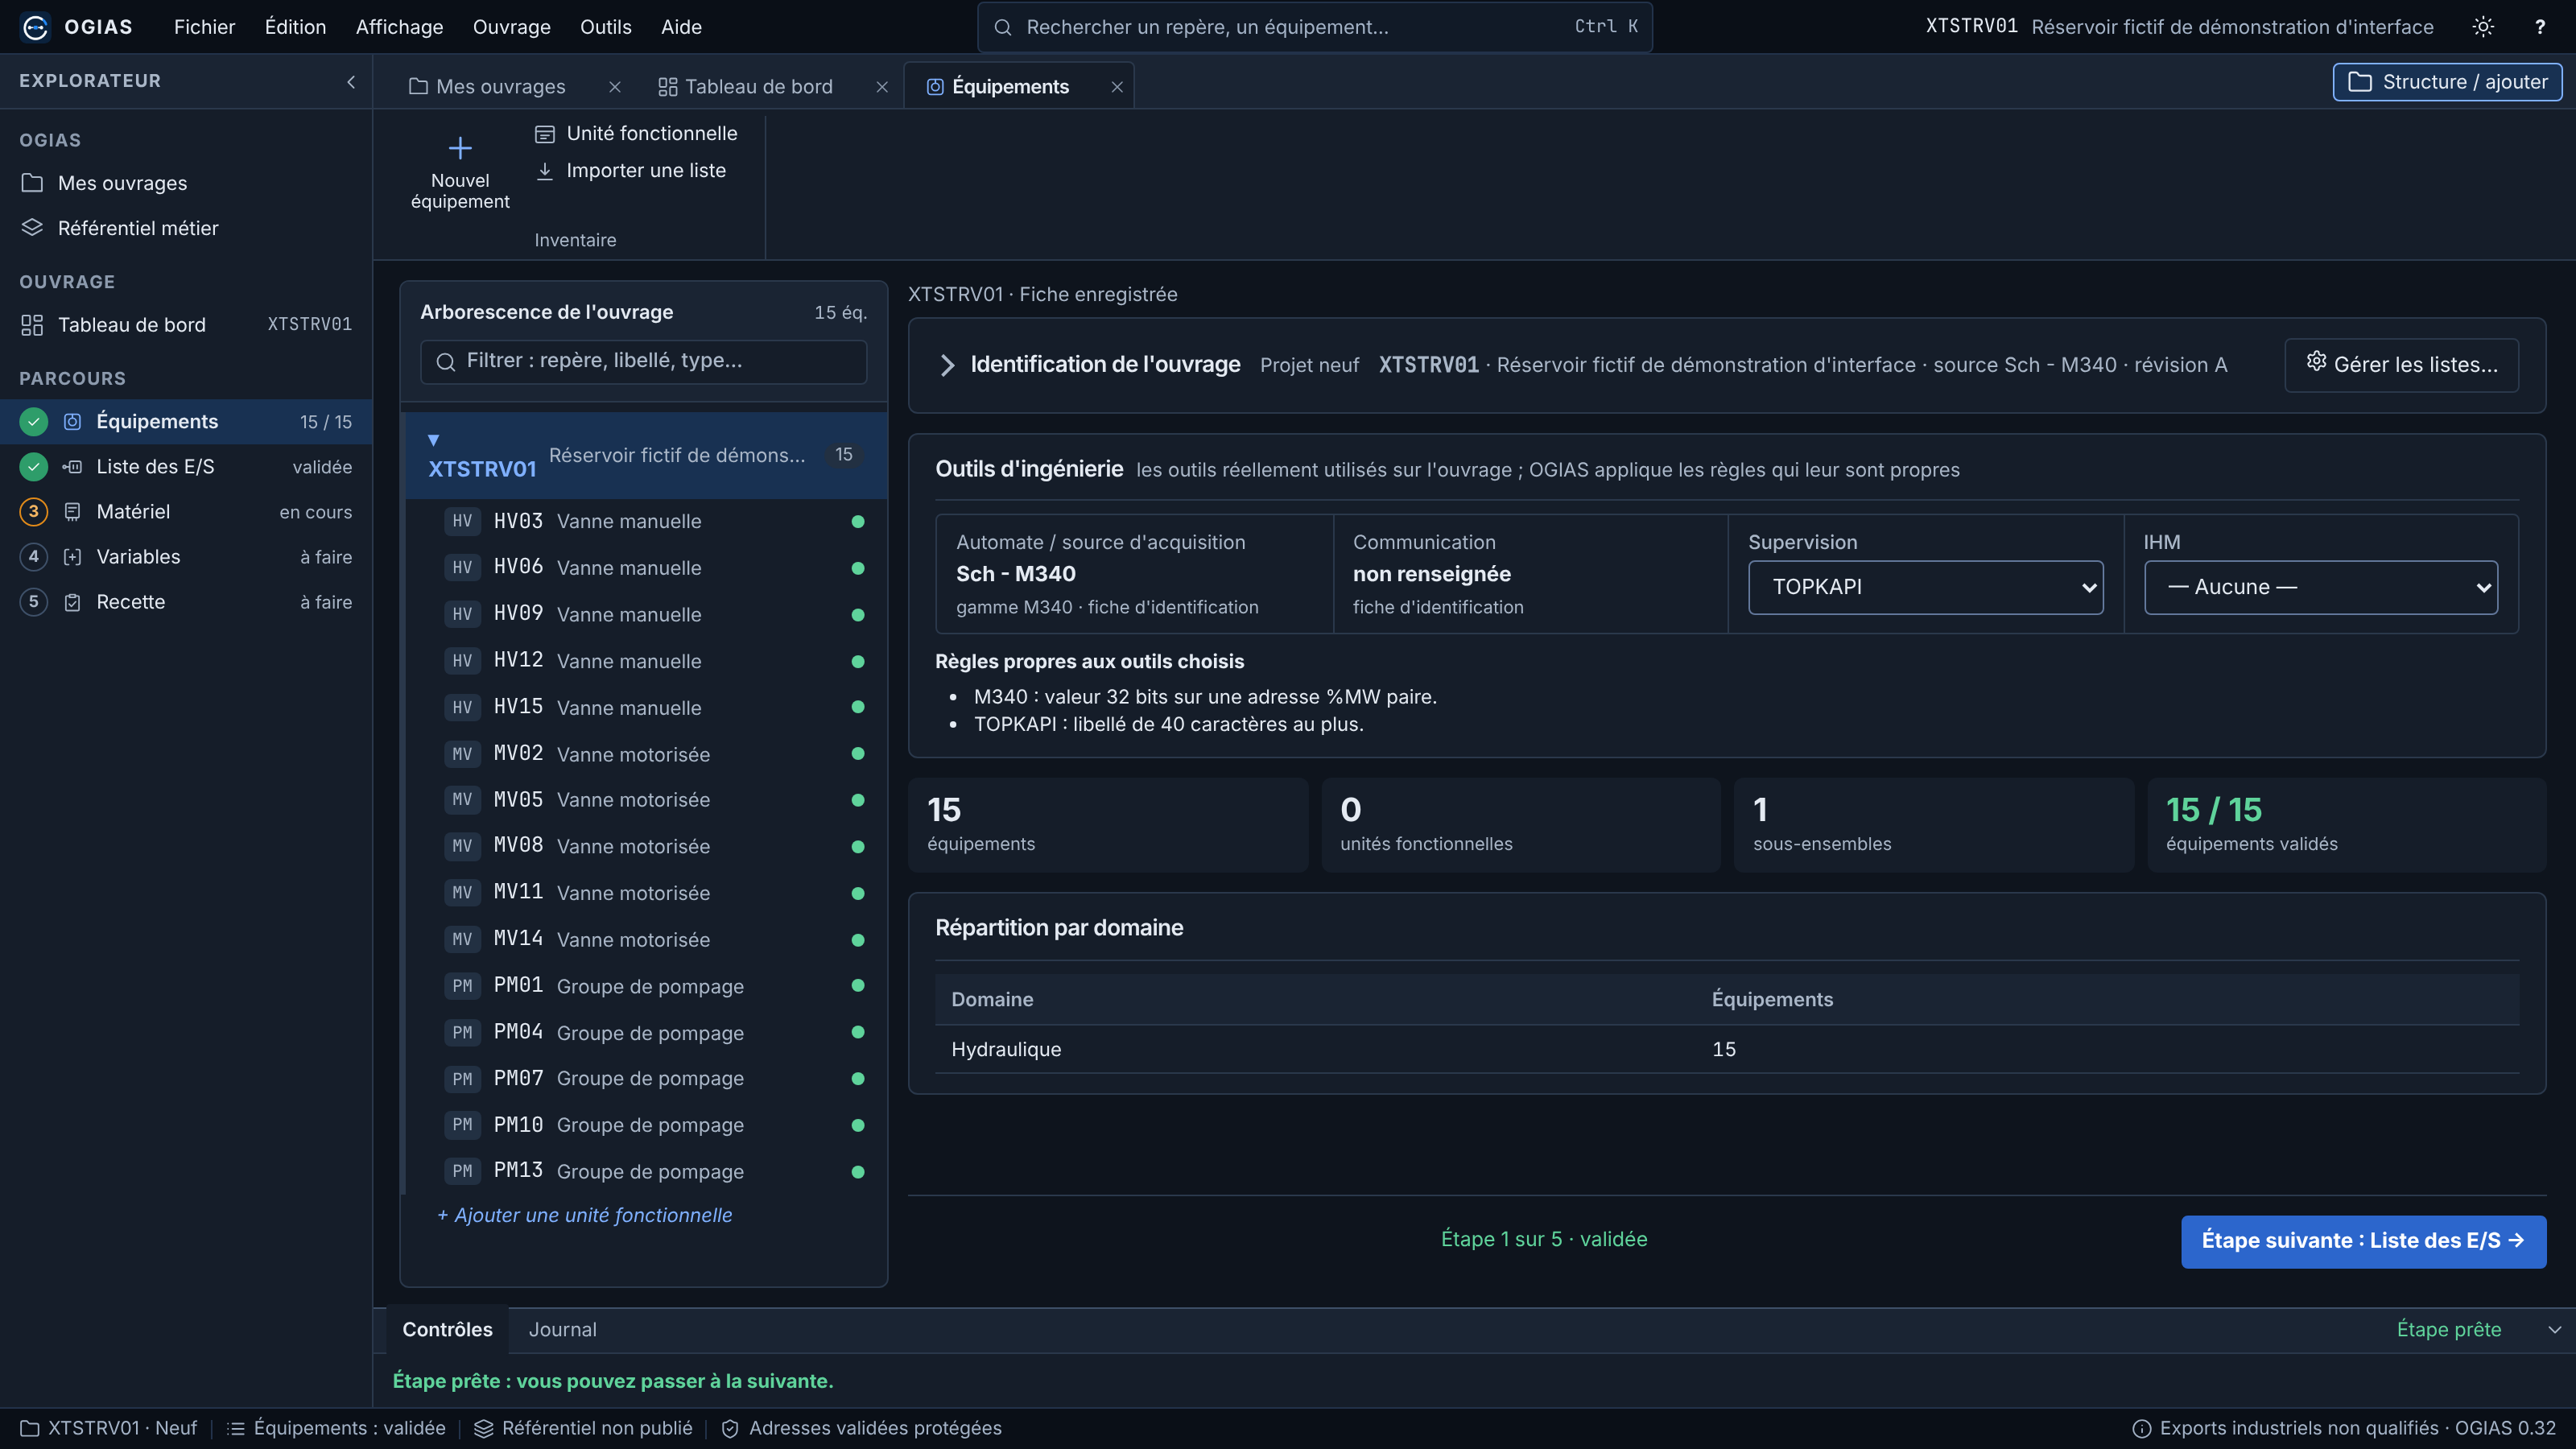 OGIAS Fichier Édition Affichage Ouvrage Outils Aide
Rechercher un repère, un équipement... Ctrl K
XTSTRV01 Réservoir fictif de démonstration d'interface ?
EXPLORATEUR
OGIAS
Mes ouvrages
Référentiel métier
OUVRAGE
Tableau de bord XTSTRV01
PARCOURS
Équipements 15 / 15
Liste des E/S validée
3 Matériel en cours
4 Variables à faire
5 Recette à faire
Mes ouvrages
Tableau de bord
Équipements
Structure / ajouter
Nouvel
équipement
Unité fonctionnelle
Importer une liste
Inventaire
Arborescence de l'ouvrage 15 éq.
Filtrer : repère, libellé, type...
▼
XTSTRV01 Réservoir fictif de démons... 15
HV HV03 Vanne manuelle
HV HV06 Vanne manuelle
HV HV09 Vanne manuelle
HV HV12 Vanne manuelle
HV HV15 Vanne manuelle
MV MV02 Vanne motorisée
MV MV05 Vanne motorisée
MV MV08 Vanne motorisée
MV MV11 Vanne motorisée
MV MV14 Vanne motorisée
PM PM01 Groupe de pompage
PM PM04 Groupe de pompage
PM PM07 Groupe de pompage
PM PM10 Groupe de pompage
PM PM13 Groupe de pompage
+ Ajouter une unité fonctionnelle
XTSTRV01 · Fiche enregistrée
Identification de l'ouvrage Projet neuf XTSTRV01 · Réservoir fictif de démonstration d'interface · source Sch - M340 · révision A
Gérer les listes...
Outils d'ingénierie les outils réellement utilisés sur l'ouvrage ; OGIAS applique les règles qui leur sont propres
Automate / source d'acquisition
Sch - M340
gamme M340 · fiche d'identification
Communication
non renseignée
fiche d'identification
Supervision
TOPKAPI
IHM
— Aucune —
Règles propres aux outils choisis
• M340 : valeur 32 bits sur une adresse %MW paire.
• TOPKAPI : libellé de 40 caractères au plus.
15
équipements
0
unités fonctionnelles
1
sous-ensembles
15 / 15
équipements validés
Répartition par domaine
Domaine Équipements
Hydraulique 15
Étape 1 sur 5 · validée
Étape suivante : Liste des E/S →
Contrôles Journal Étape prête
Étape prête : vous pouvez passer à la suivante.
XTSTRV01 · Neuf Équipements : validée Référentiel non publié Adresses validées protégées
Exports industriels non qualifiés · OGIAS 0.32